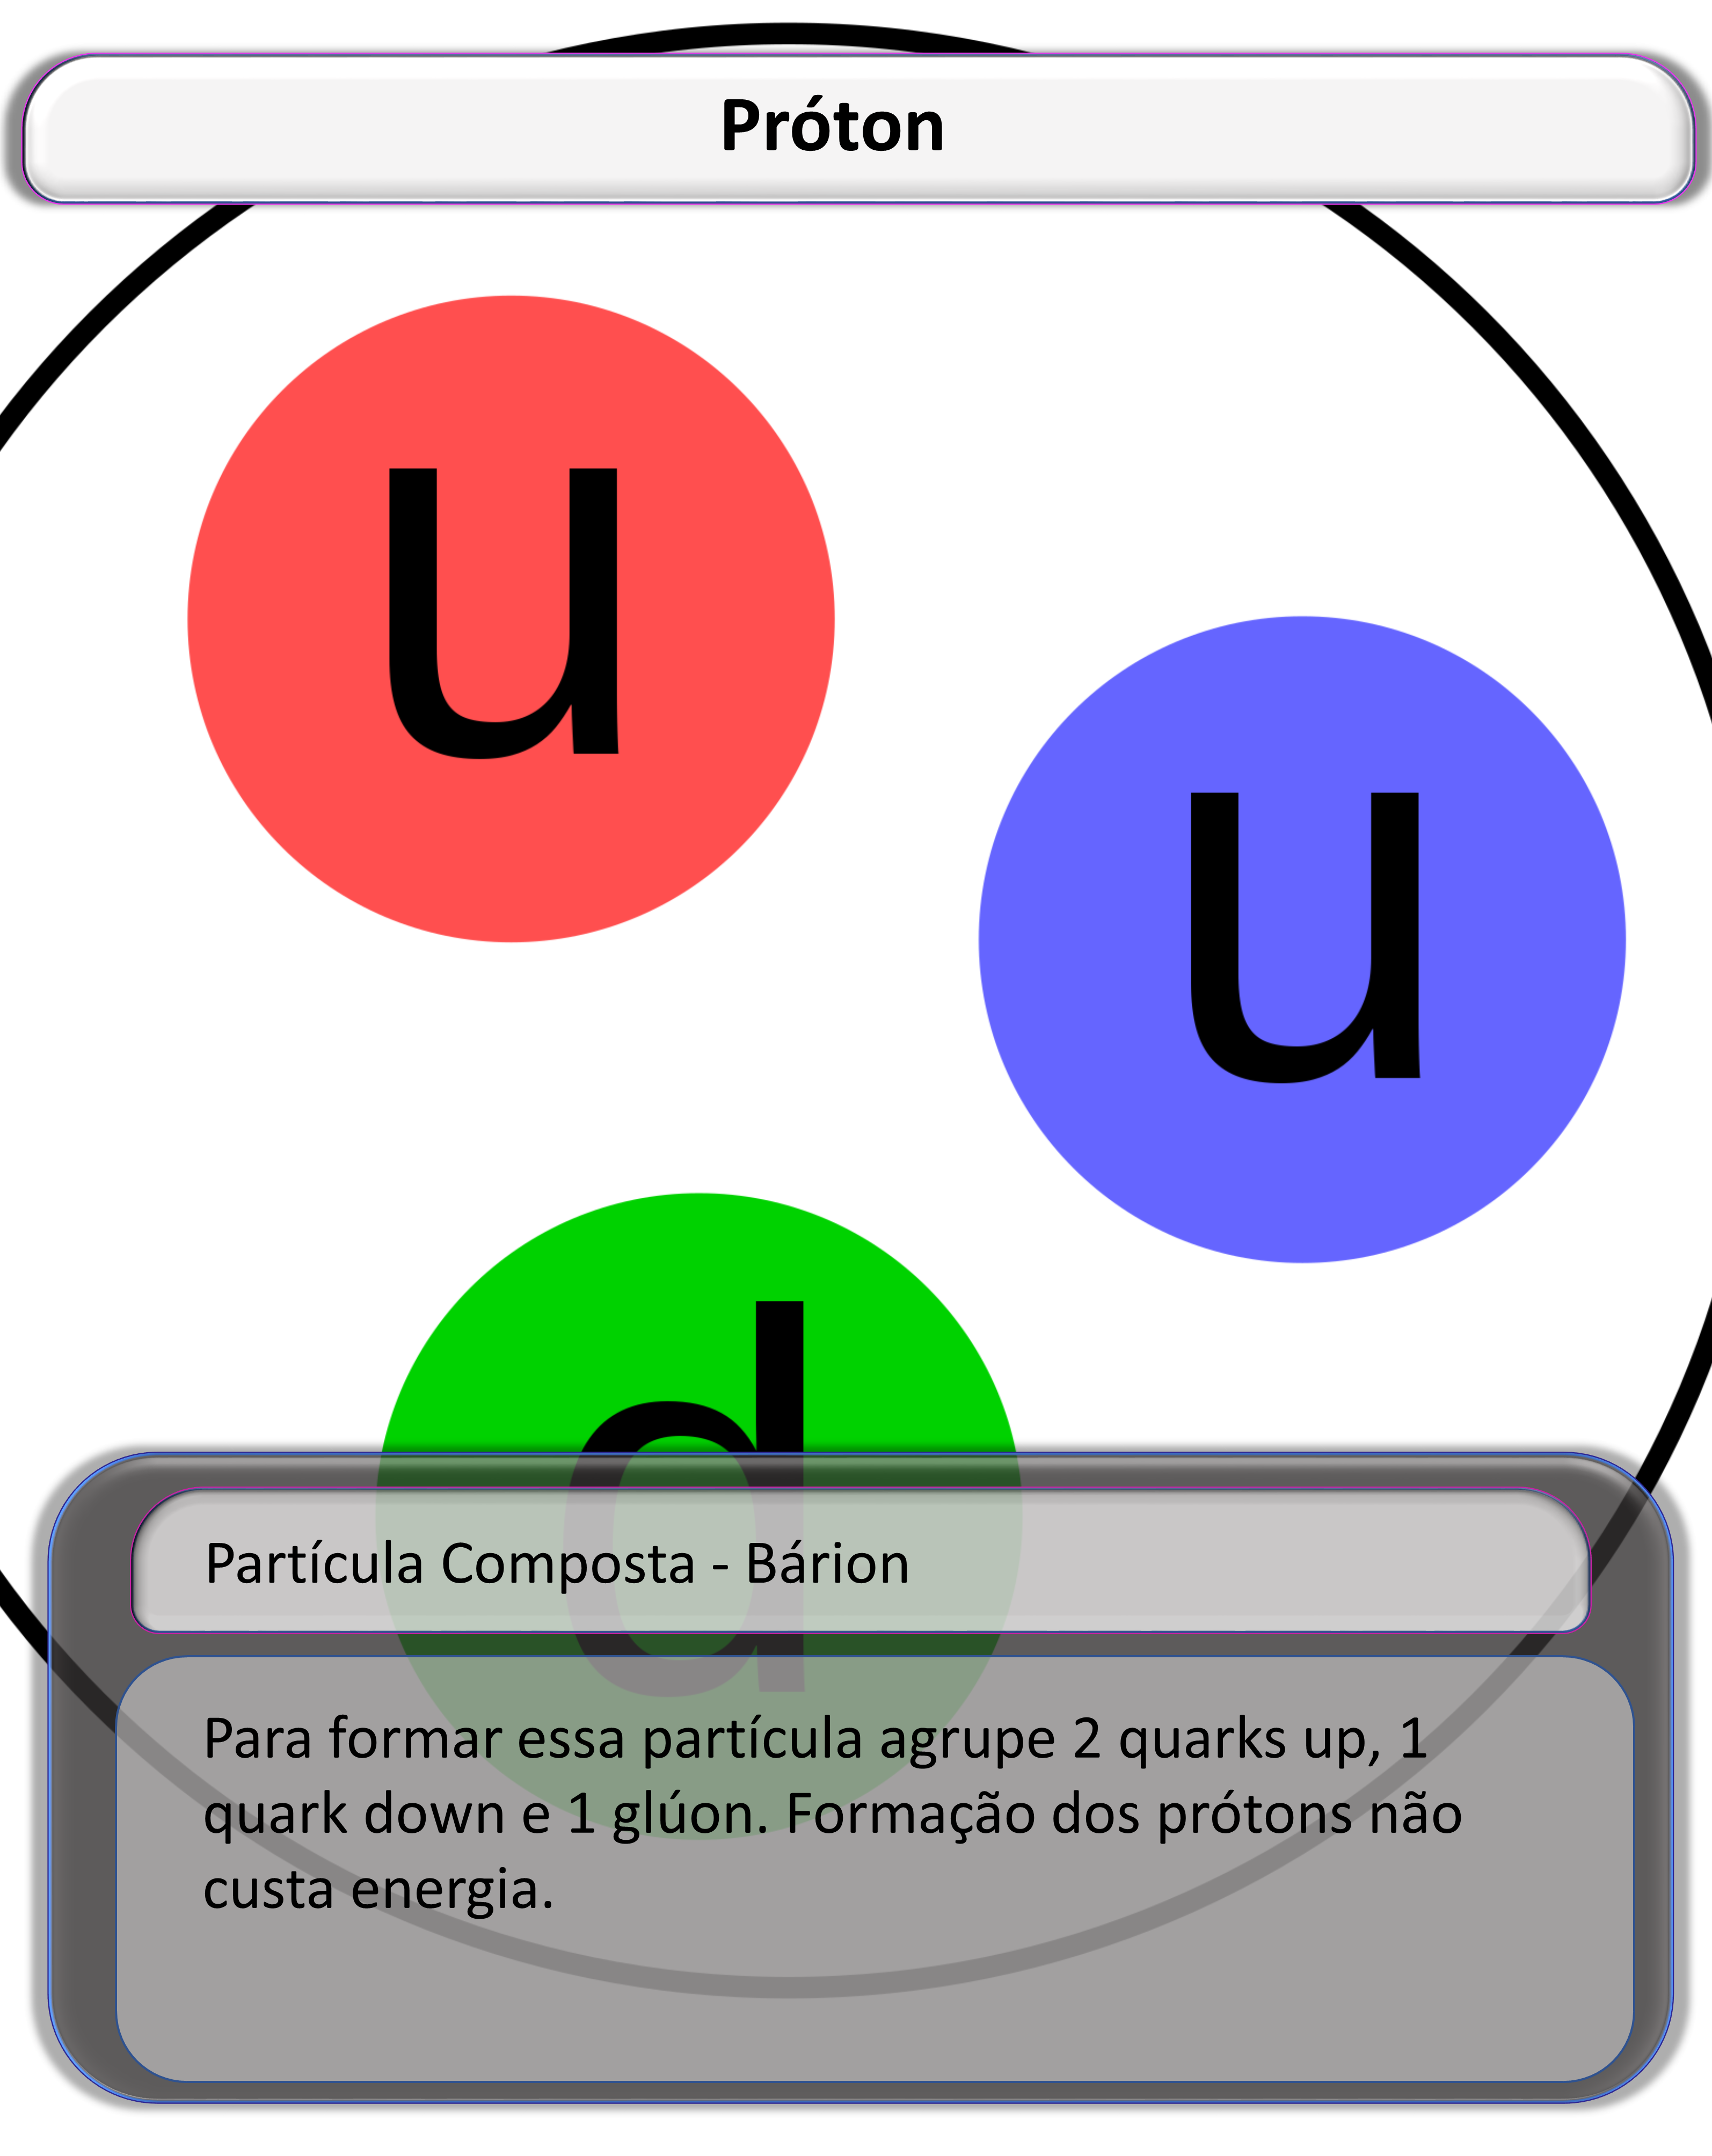 Próton
u
u
d
Partícula Composta - Bárion
Para formar essa partícula agrupe 2 quarks up, 1
quark down e 1 glúon. Formação dos prótons não
custa energia.